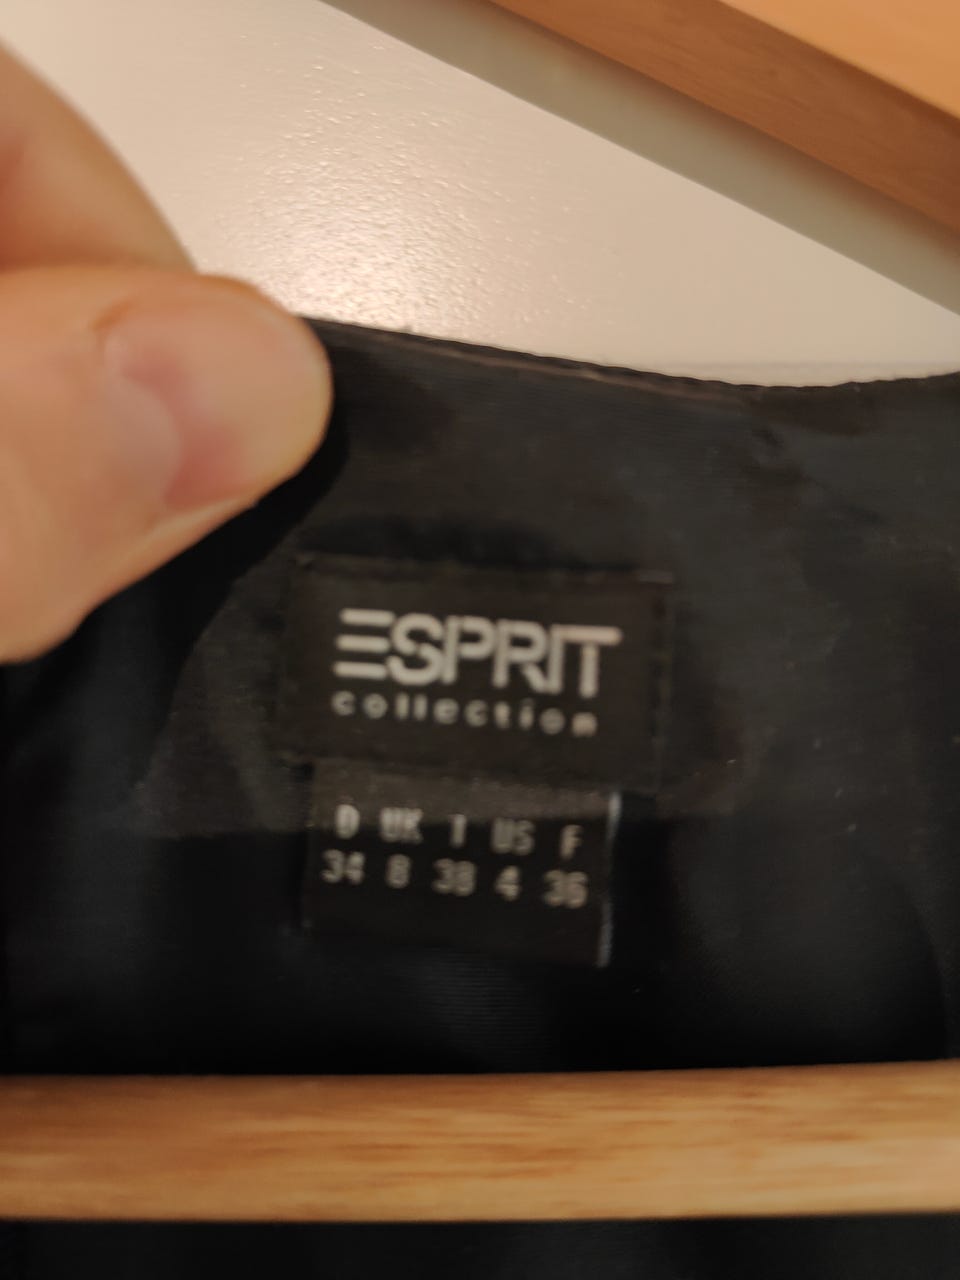 ESPRIT
collection
D UK I US F
34 8 38 4 36